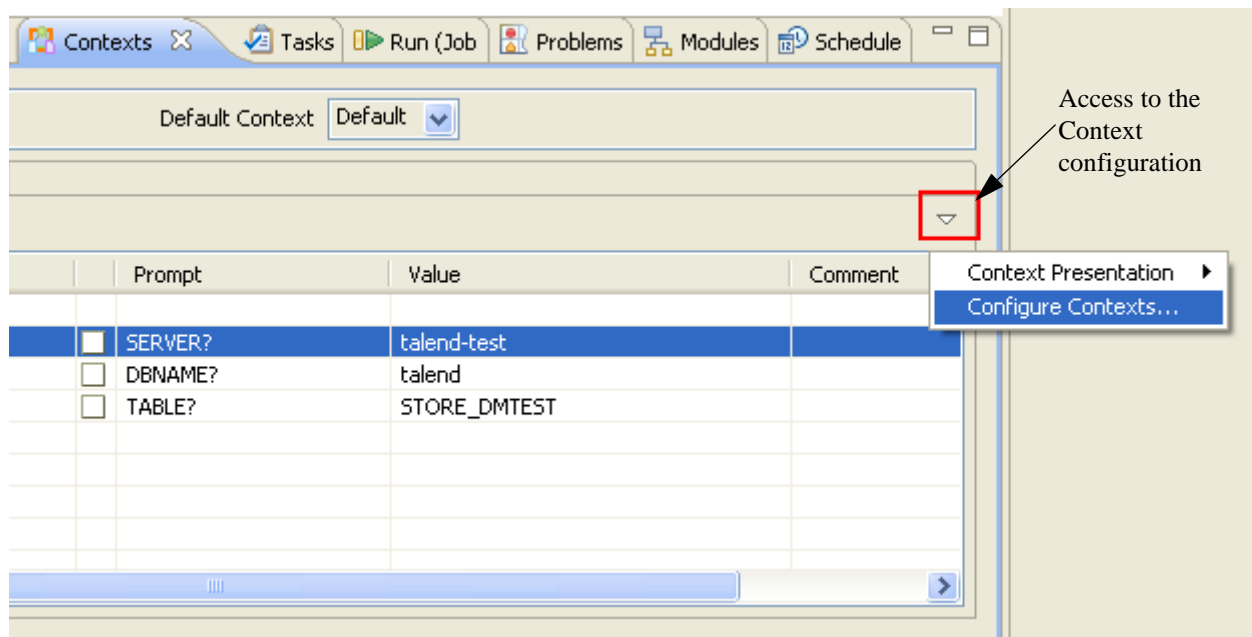 Contexts Tasks Run (Job Problems Modules Schedule
Default Context Default
Access to the
Context
configuration
Prompt Value Comment
Context Presentation
Configure Contexts...
SERVER? talend-test
DBNAME? talend
TABLE? STORE_DMTEST